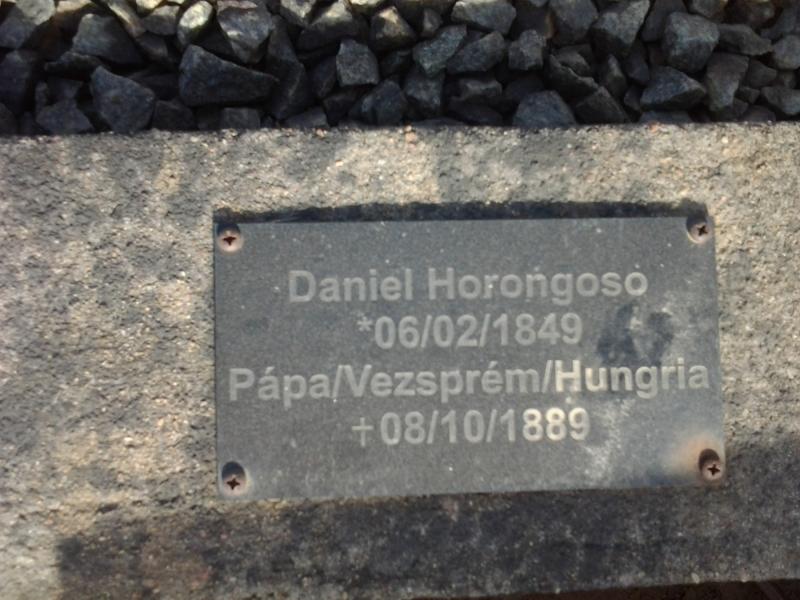 Daniel Horongoso
*06/02/1849
Pápa/Vezsprém/Hungria
†08/10/1889